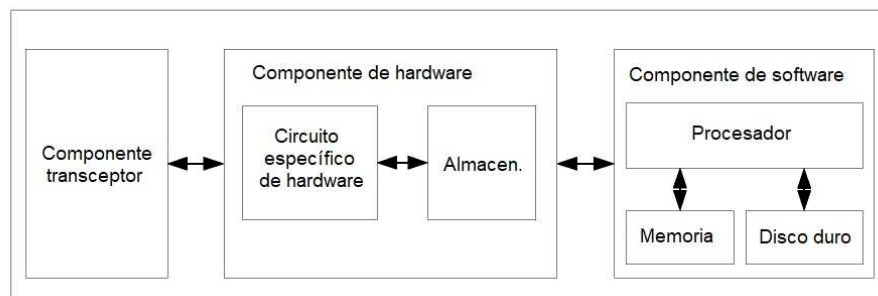 Componente
transceptor
Componente de hardware
Circuito
específico
de hardware
Almacen.
Componente de software
Procesador
Memoria
Disco duro